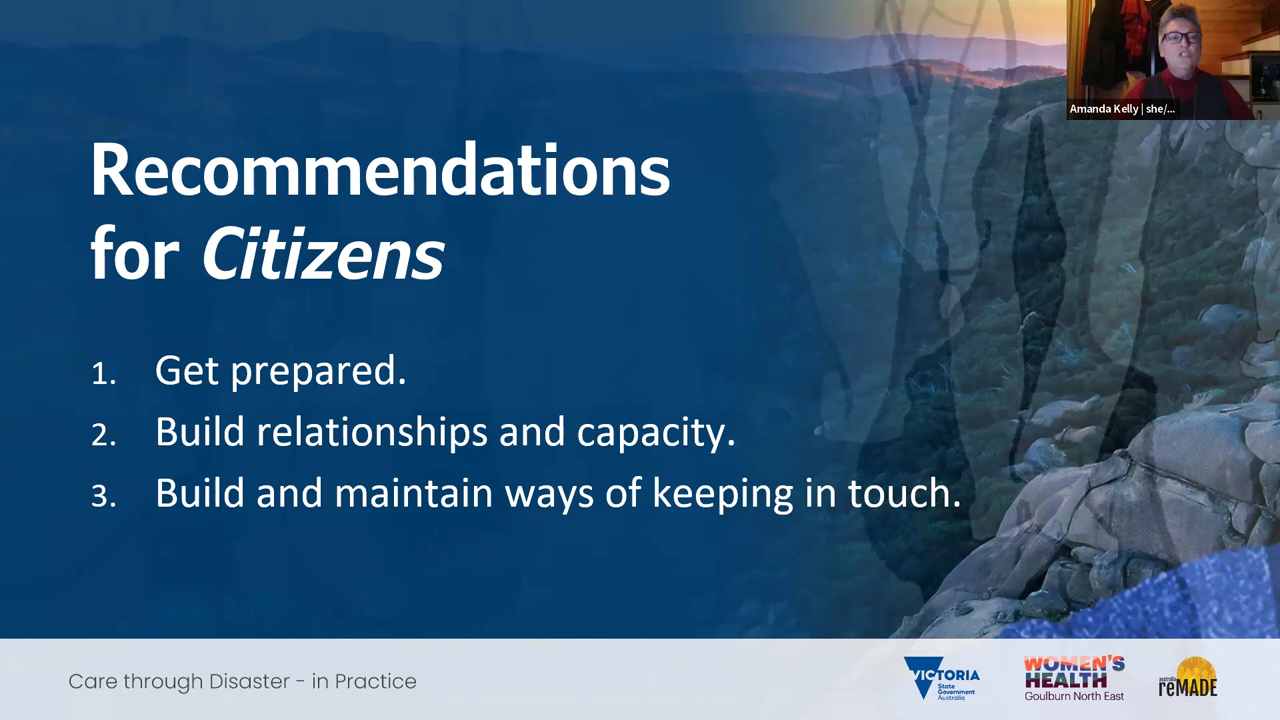 Amanda Kelly | she/...
Recommendations
for Citizens
1. Get prepared.
2. Build relationships and capacity.
3. Build and maintain ways of keeping in touch.
Care through Disaster - in Practice
VICTORIA
State
Government
Australia
WOMEN'S
HEALTH
Goulburn North East
australia
reMADE